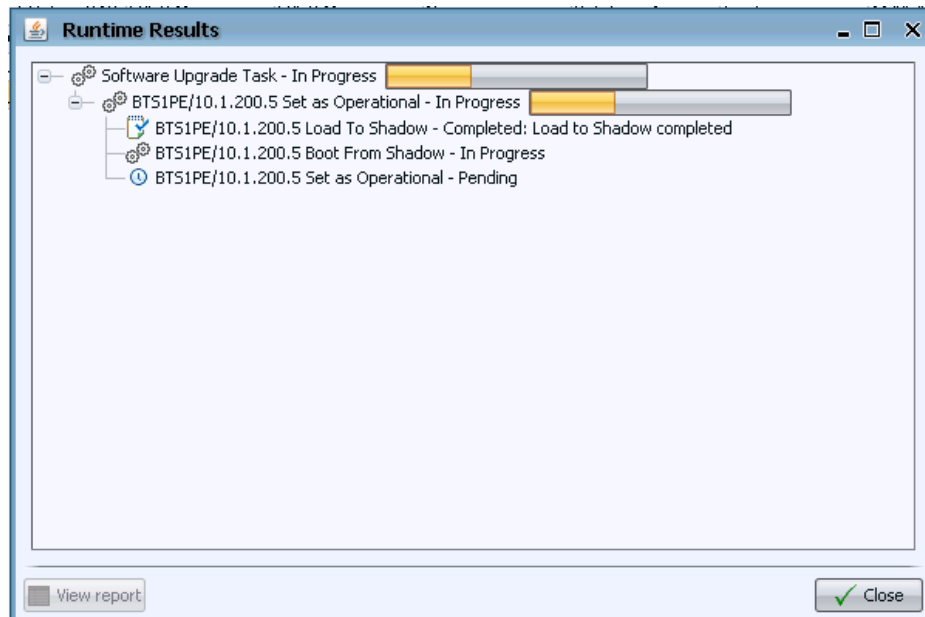 Runtime Results
Software Upgrade Task - In Progress
BTS1PE/10.1.200.5 Set as Operational - In Progress
BTS1PE/10.1.200.5 Load To Shadow - Completed: Load to Shadow completed
BTS1PE/10.1.200.5 Boot From Shadow - In Progress
BTS1PE/10.1.200.5 Set as Operational - Pending
View report
Close